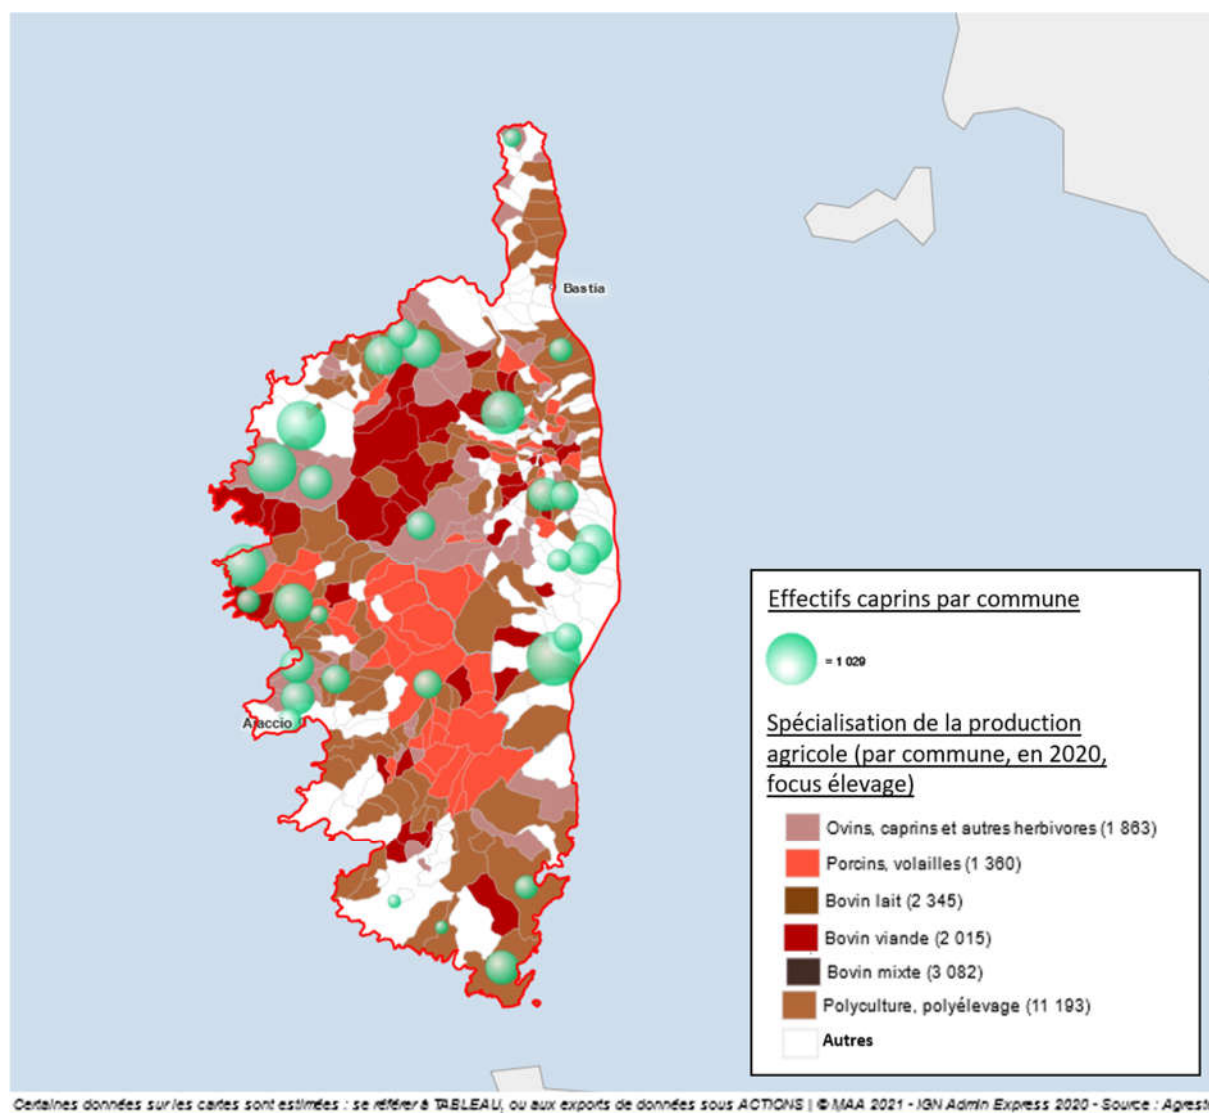 Bastia
Ajaccio
Effectifs caprins par commune
= 1 029
Spécialisation de la production
agricole (par commune, en 2020,
focus élevage)
Ovins, caprins et autres herbivores (1 863)
Porcins, volailles (1 360)
Bovin lait (2 345)
Bovin viande (2 015)
Bovin mixte (3 082)
Polyculture, polyélevage (11 193)
Autres
Certaines données sur les cartes sont estimées : se référer à TABLEAU, ou aux exports de données sous ACTIONS | © MAA 2021 - IGN Admin Express 2020 - Source : Agreste